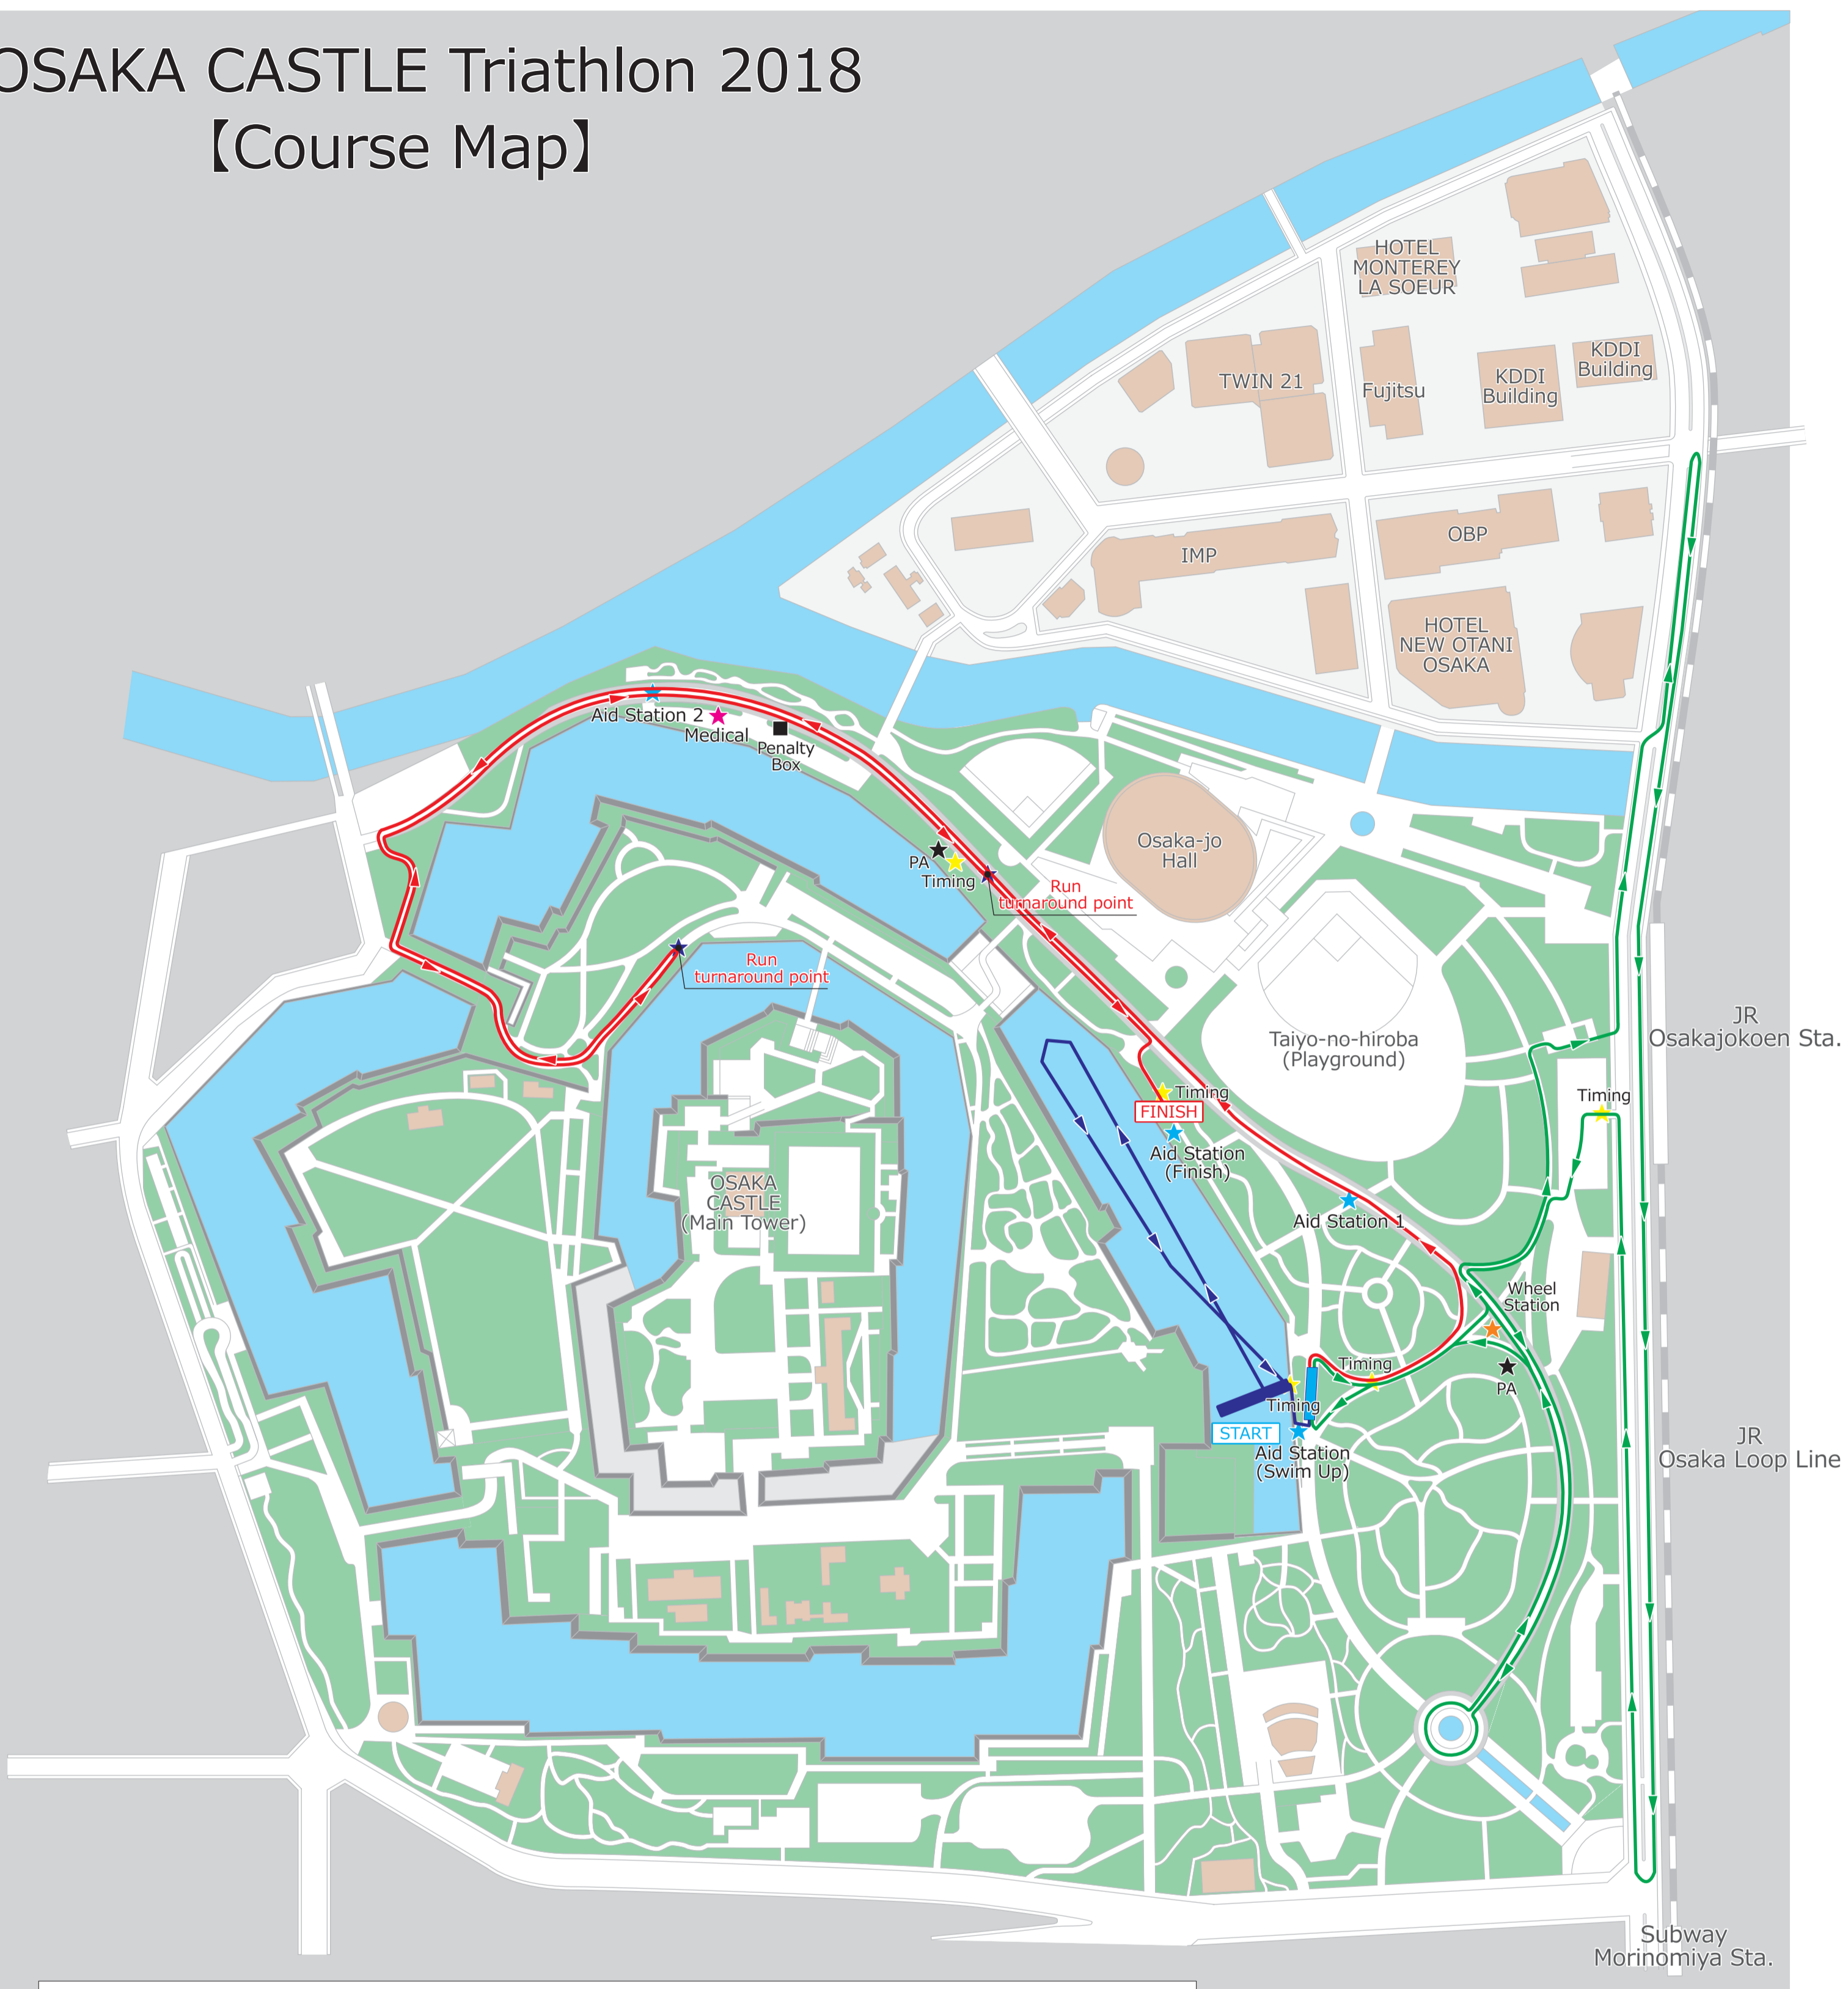 OSAKA CASTLE Triathlon 2018
【Course Map】
HOTEL
MONTEREY
LA SOEUR
KDDI
Building
TWIN 21
Fujitsu
KDDI
Building
IMP
OBP
HOTEL
NEW OTANI
OSAKA
Aid Station 2
Medical
Penalty
Box
Osaka-jo
Hall
PA
Timing
Run
turnaround point
Run
turnaround point
JR
Osakajokoen Sta.
Taiyo-no-hiroba
(Playground)
Timing
Timing
FINISH
Aid Station
(Finish)
OSAKA
CASTLE
(Main Tower)
Aid Station 1
Wheel
Station
Timing
PA
Timing
START
Aid Station
(Swim Up)
JR
Osaka Loop Line
Subway
Morinomiya Sta.